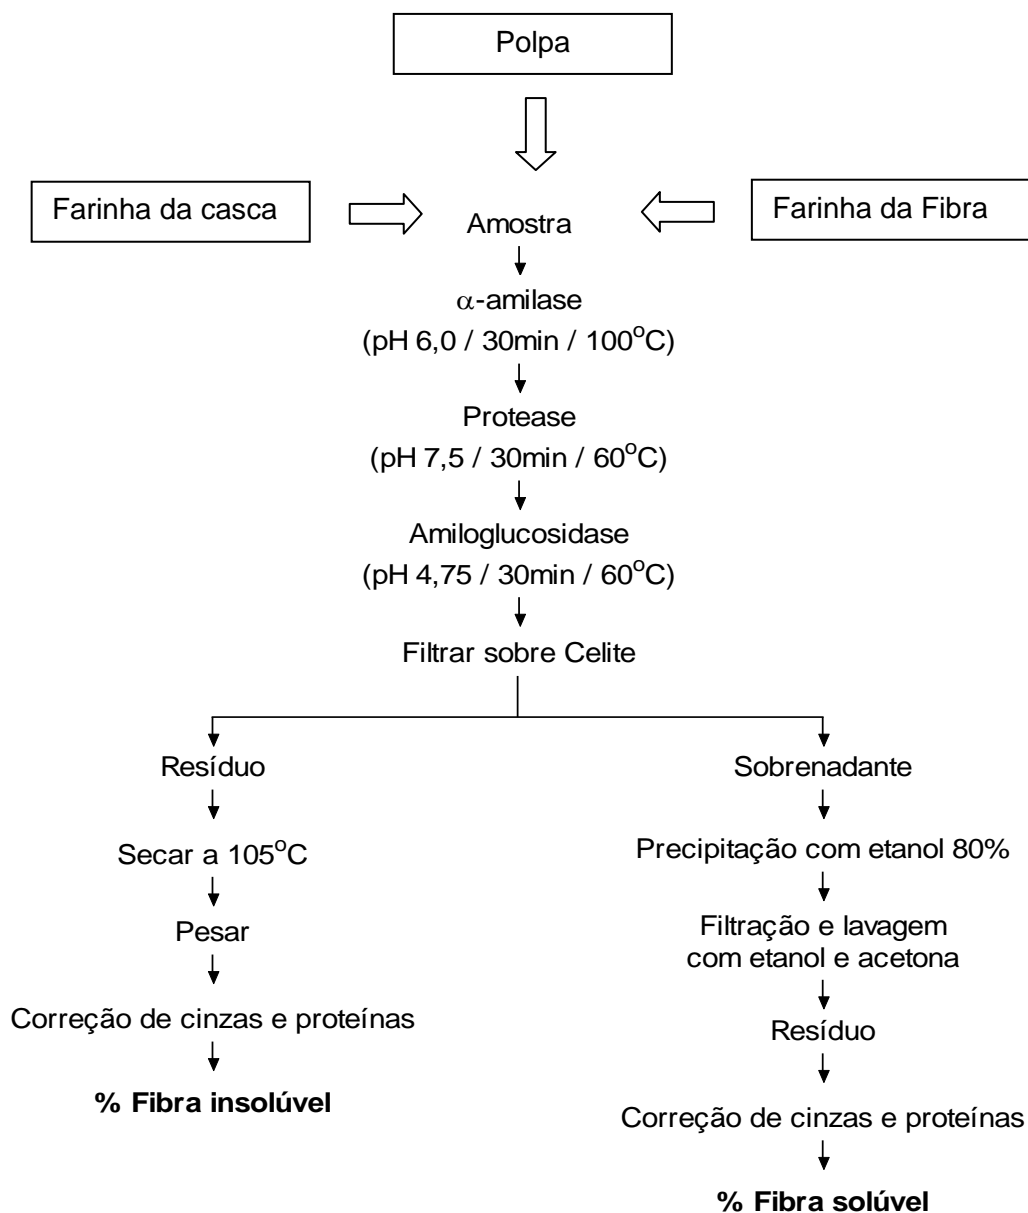 Polpa
Farinha da casca
Farinha da Fibra
Amostra
α-amilase
(pH 6,0 / 30min / 100°C)
Protease
(pH 7,5 / 30min / 60°C)
Amiloglucosidase
(pH 4,75 / 30min / 60°C)
Filtrar sobre Celite
Resíduo
Secar a 105°C
Pesar
Correção de cinzas e proteínas
% Fibra insolúvel
Sobrenadante
Precipitação com etanol 80%
Filtração e lavagem
com etanol e acetona
Resíduo
Correção de cinzas e proteínas
% Fibra solúvel